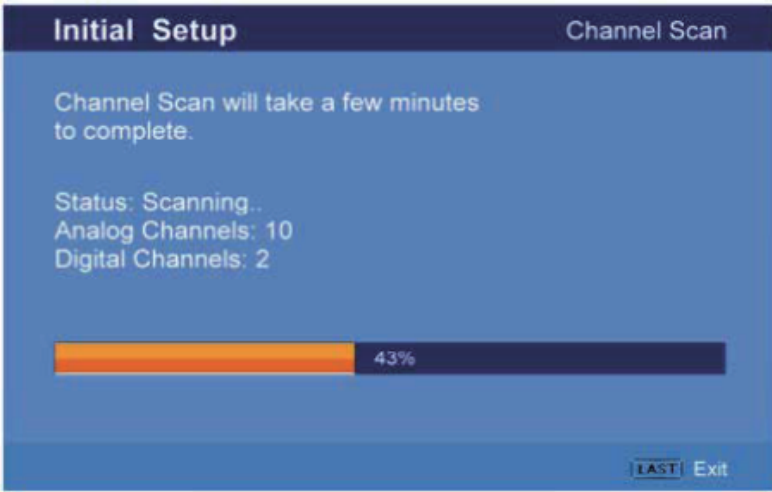 Initial Setup
Channel Scan
Channel Scan will take a few minutes
to complete.
Status: Scanning..
Analog Channels: 10
Digital Channels: 2
43%
LAST Exit